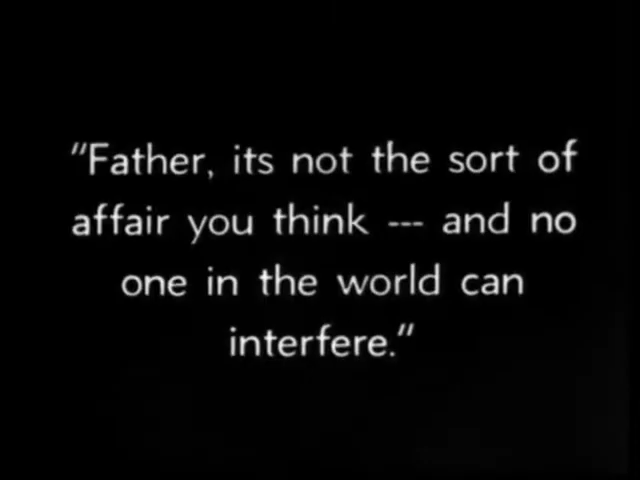 "Father, its not the sort of
affair you think --- and no
one in the world can
interfere."